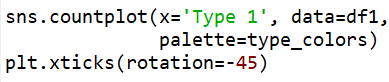 sns.countplot(x='Type 1', data=df1,
              palette=type_colors)
plt.xticks(rotation=-45)